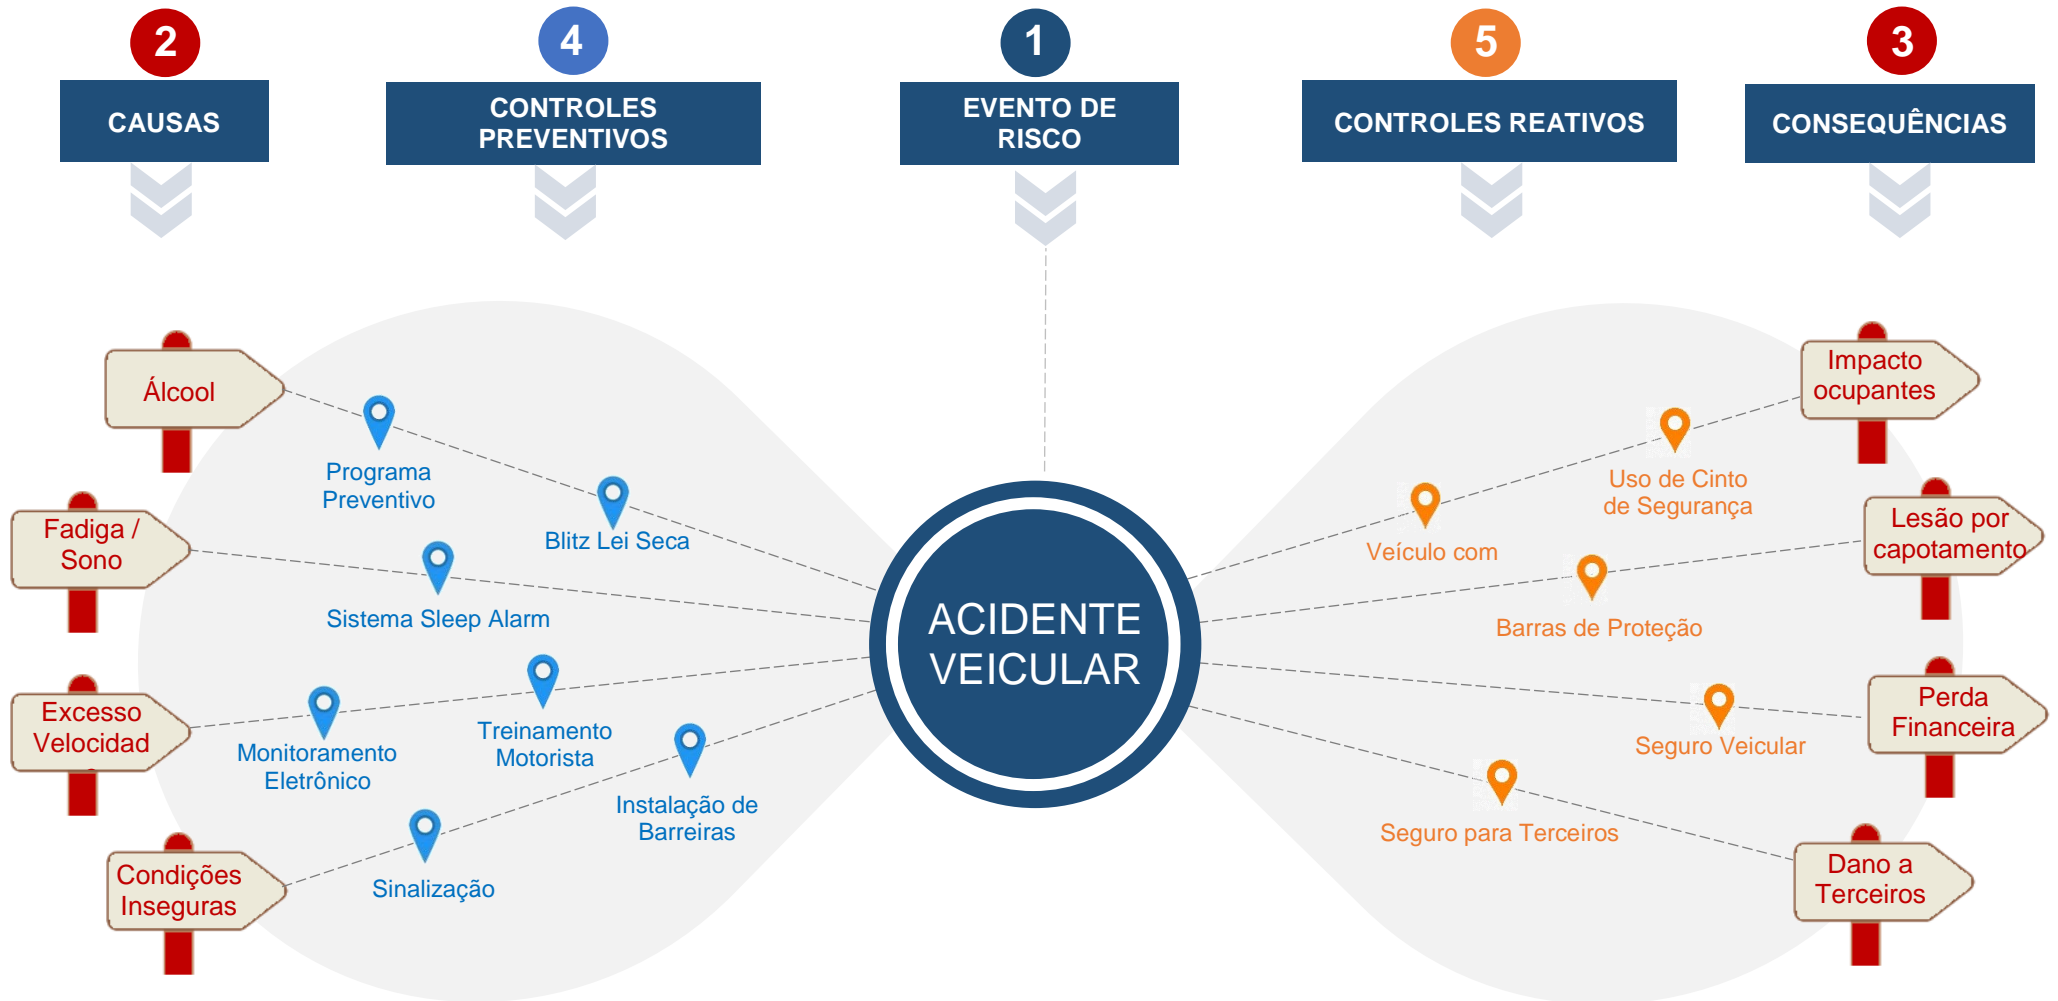 2
4
1
5
3
CAUSAS
CONTROLES
PREVENTIVOS
EVENTO DE
RISCO
CONTROLES REATIVOS
CONSEQUÊNCIAS
Álcool
Programa
Preventivo
Blitz Lei Seca
Fadiga /
Sono
Sistema Sleep Alarm
Excesso
Velocidad
Monitoramento
Eletrônico
Treinamento
Motorista
Condições
Inseguras
Sinalização
Instalação de
Barreiras
ACIDENTE
VEICULAR
Impacto
ocupantes
Uso de Cinto
de Segurança
Veículo com
Lesão por
capotamento
Barras de Proteção
Perda
Financeira
Seguro Veicular
Dano a
Terceiros
Seguro para Terceiros